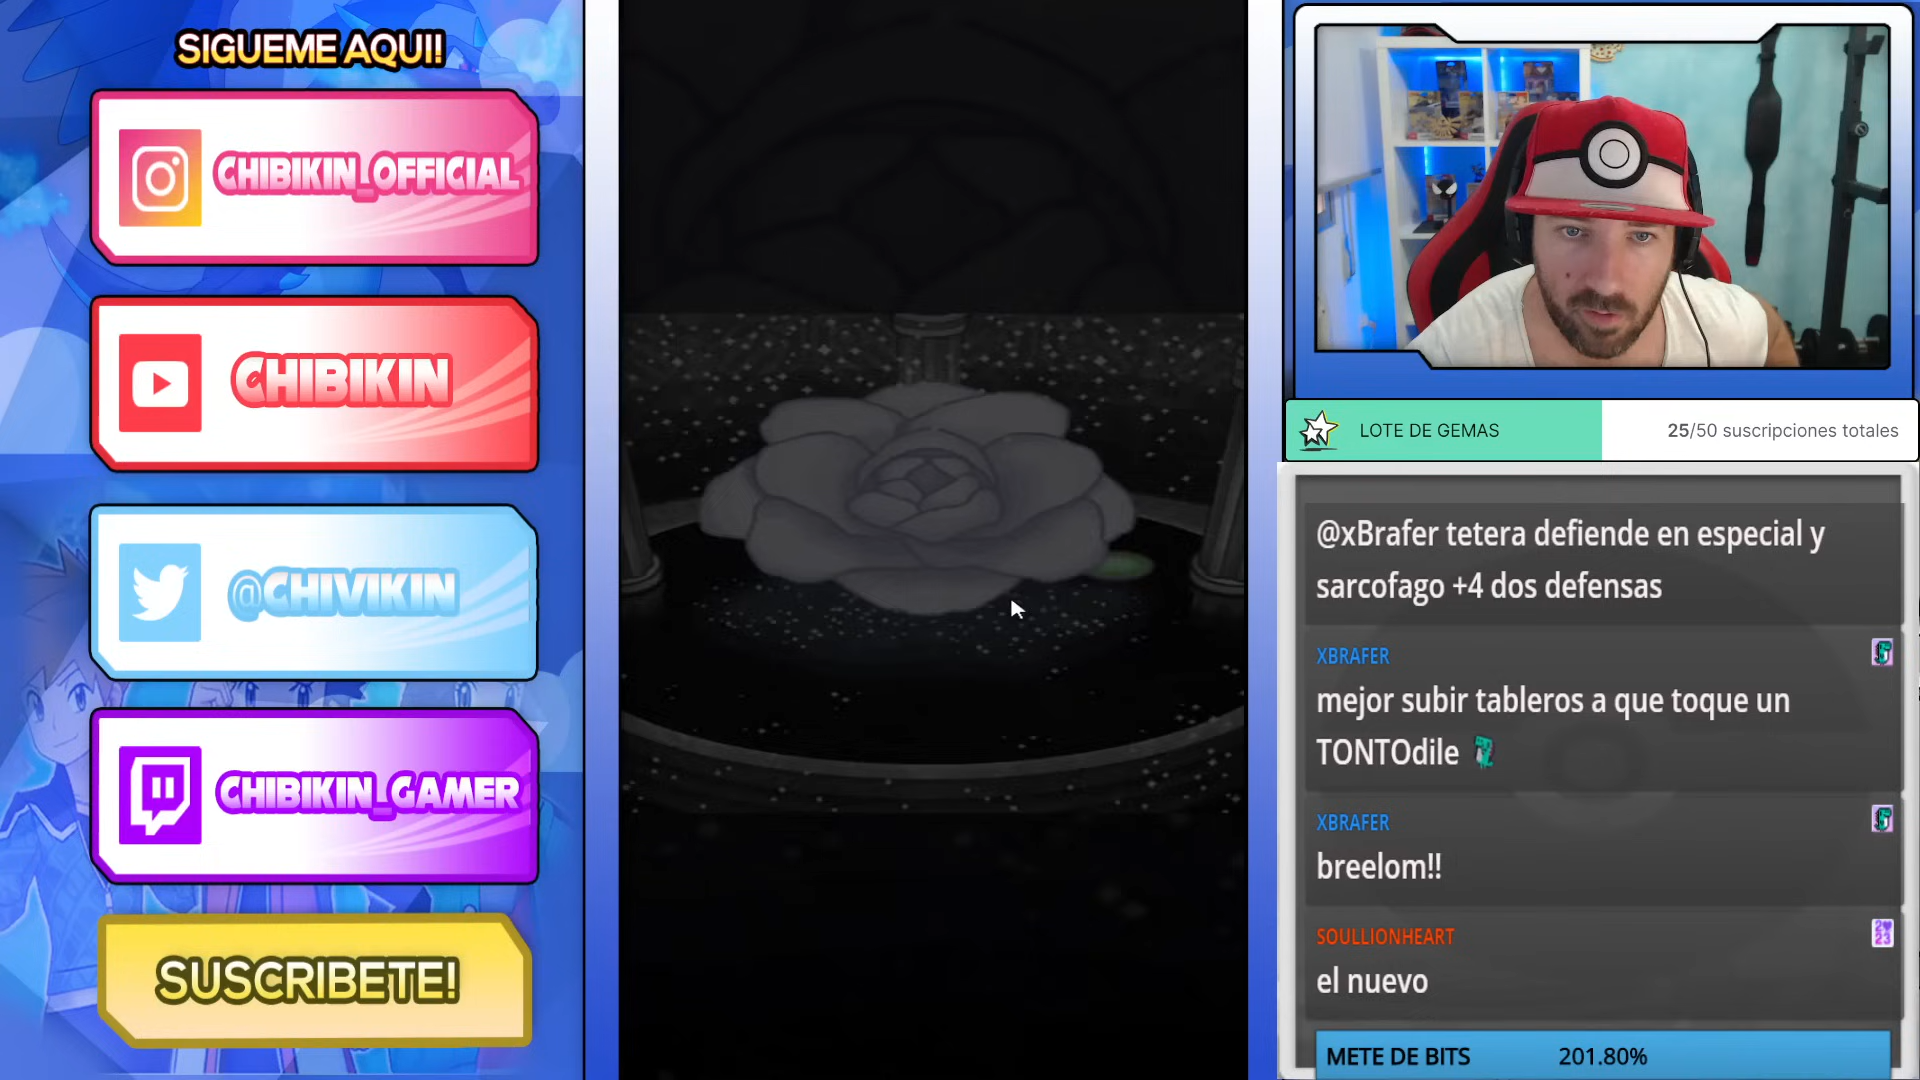 SIGUEME AQUI!
CHIBIKIN_OFFICIAL
CHIBIKIN
@CHIVIKIN
CHIBIKIN_GAMER
SUSCRIBETE!
LOTE DE GEMAS 25/50 suscripciones totales
@xBrafer tetera defiende en especial y
sarcofago +4 dos defensas
XBRAFER
mejor subir tableros a que toque un
TONTOdile
XBRAFER
breelom!!
SOULLIONHEART
el nuevo
METE DE BITS 201.80%